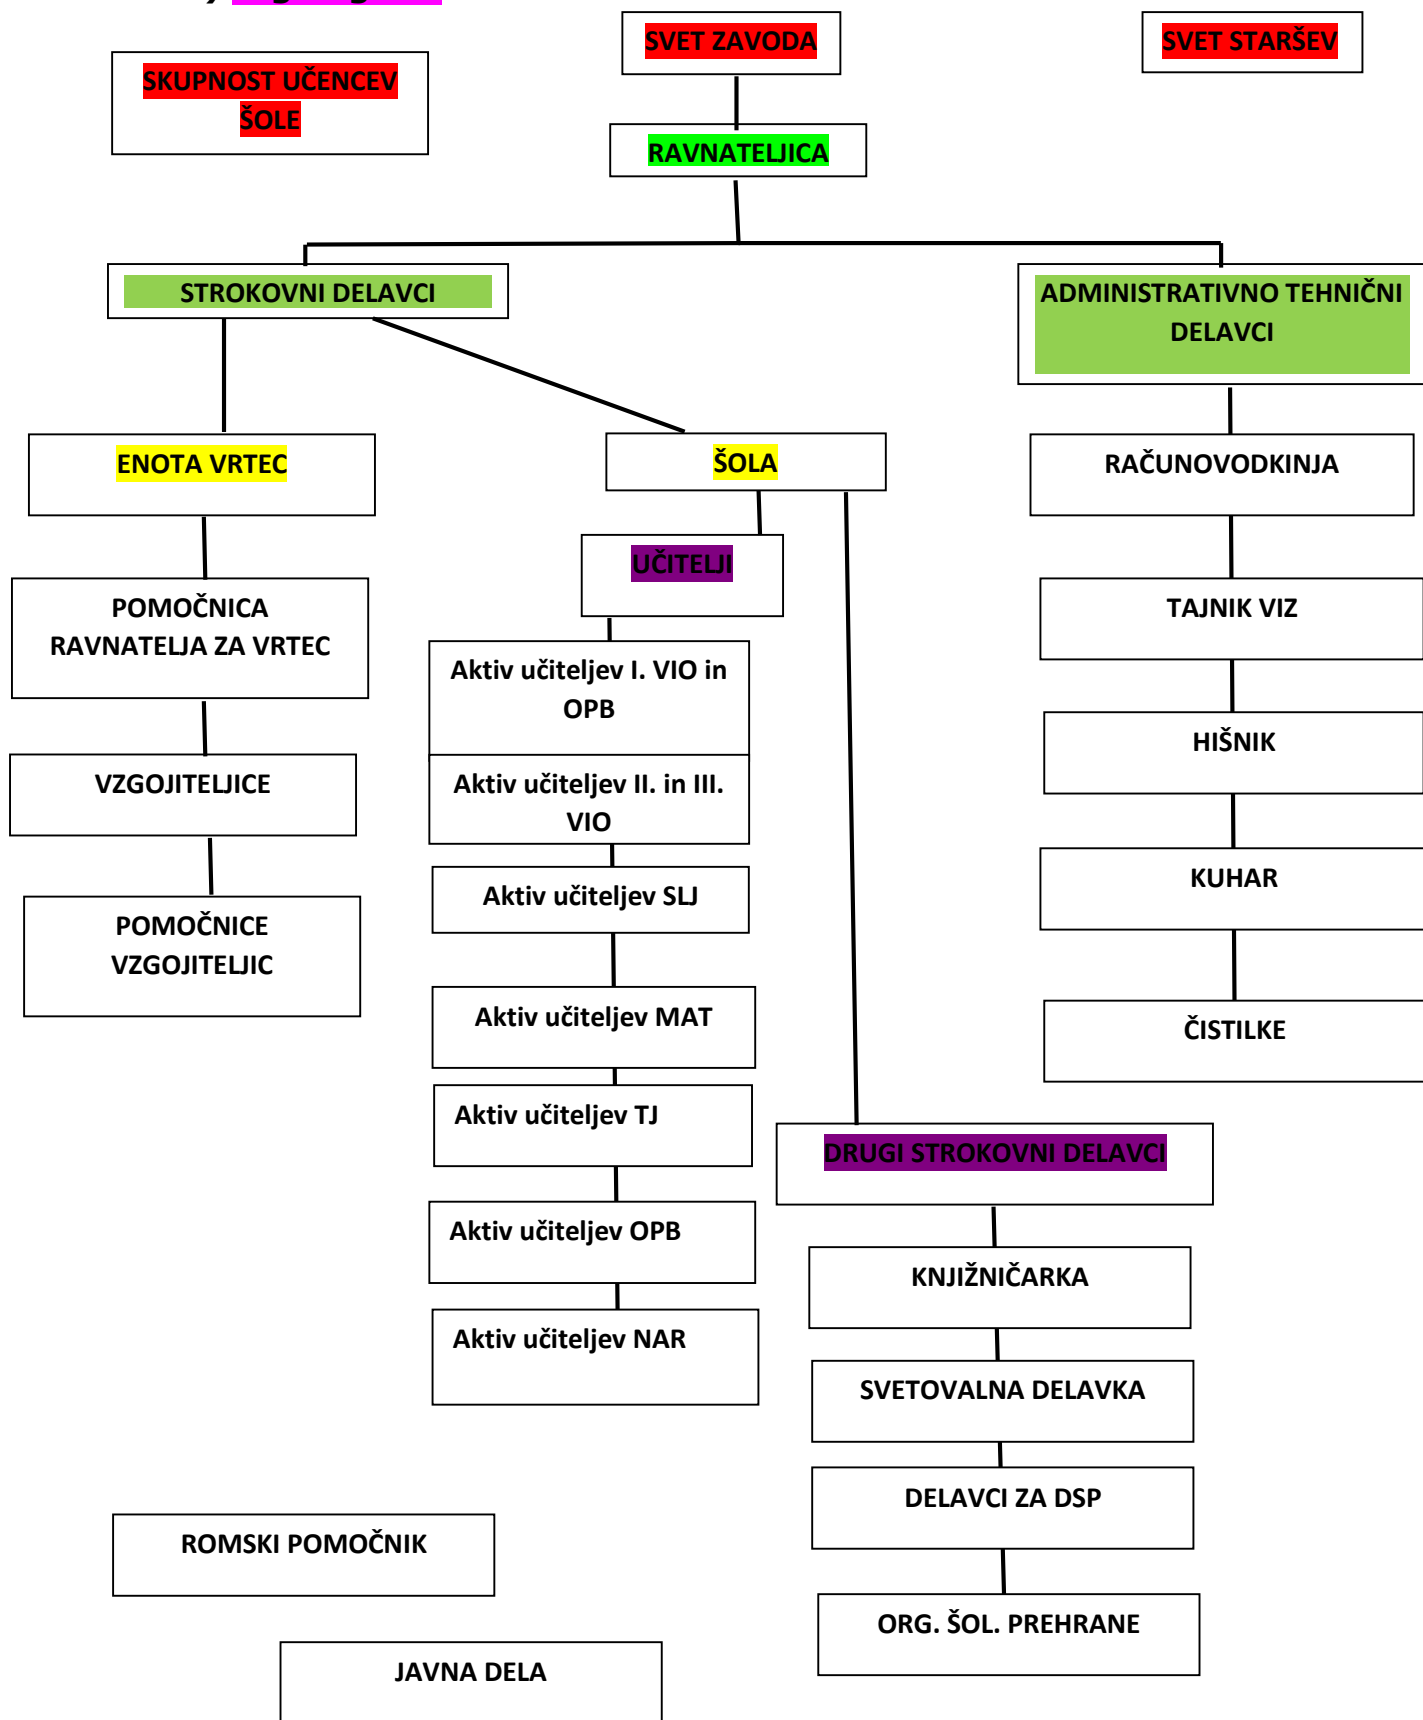 SVET ZAVODA
SVET STARŠEV
SKUPNOST UČENCEV
ŠOLE
RAVNATELJICA
STROKOVNI DELAVCI
ADMINISTRATIVNO TEHNIČNI
DELAVCI
ENOTA VRTEC
ŠOLA
RAČUNOVODKINJA
UČITELJI
POMOČNICA
RAVNATELJA ZA VRTEC
TAJNIK VIZ
Aktiv učiteljev I. VIO in
OPB
HIŠNIK
VZGOJITELJICE
Aktiv učiteljev II. in III.
VIO
KUHAR
Aktiv učiteljev SLJ
POMOČNICE
VZGOJITELJIC
Aktiv učiteljev MAT
ČISTILKE
Aktiv učiteljev TJ
DRUGI STROKOVNI DELAVCI
Aktiv učiteljev OPB
KNJIŽNIČARKA
Aktiv učiteljev NAR
SVETOVALNA DELAVKA
DELAVCI ZA DSP
ROMSKI POMOČNIK
ORG. ŠOL. PREHRANE
JAVNA DELA